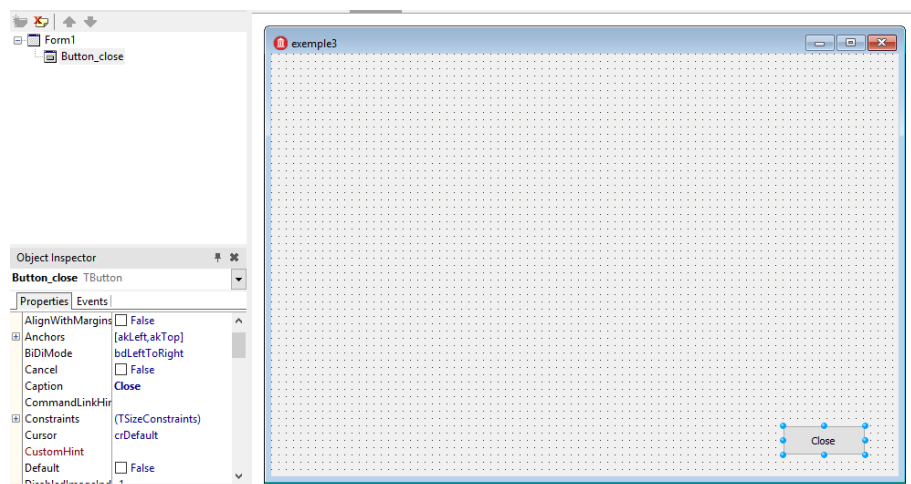 Form1
Button_close
Object Inspector
Button_close TButton
Properties Events
AlignWithMargins False
Anchors [akLeft,akTop]
BiDiMode bdLeftToRight
Cancel False
Caption Close
CommandLinkHin
Constraints (TSizeConstraints)
Cursor crDefault
CustomHint
Default False
exemple3
Close